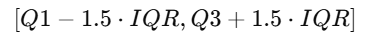 [Q1 − 1.5 · IQR, Q3 + 1.5 · IQR]